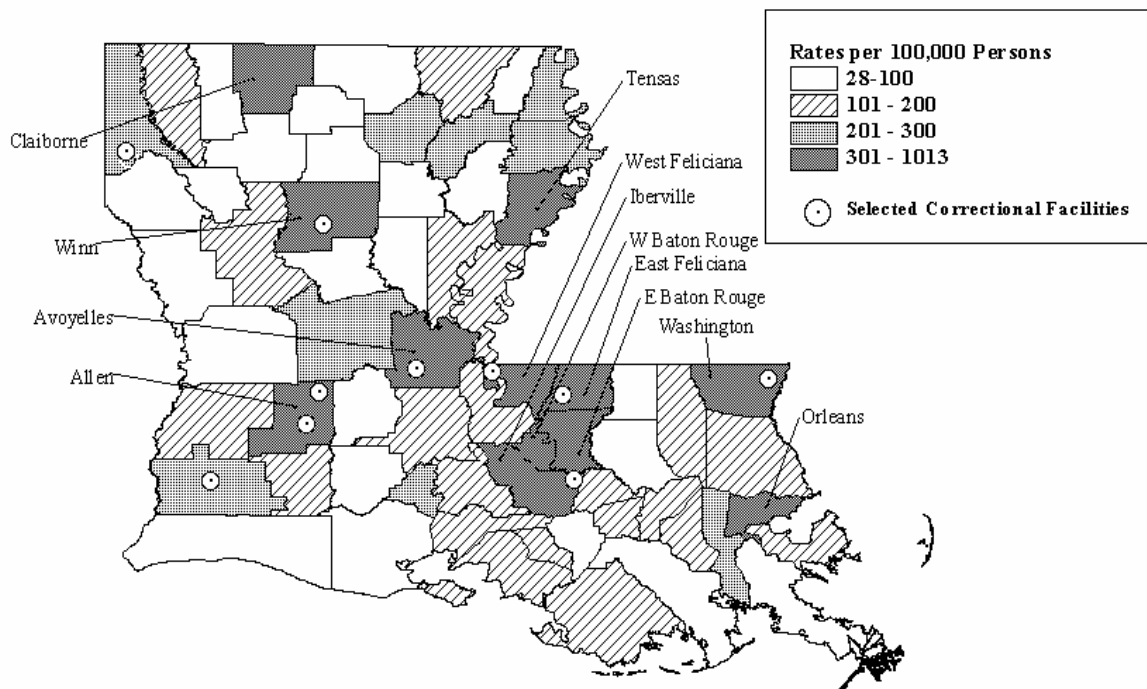 Rates per 100,000 Persons
28-100
101 - 200
201 - 300
301 - 1013
Selected Correctional Facilities
Tensas
Claiborne
West Feliciana
Iberville
W Baton Rouge
Winn
East Feliciana
E Baton Rouge
Avoyelles
Washington
Allen
Orleans